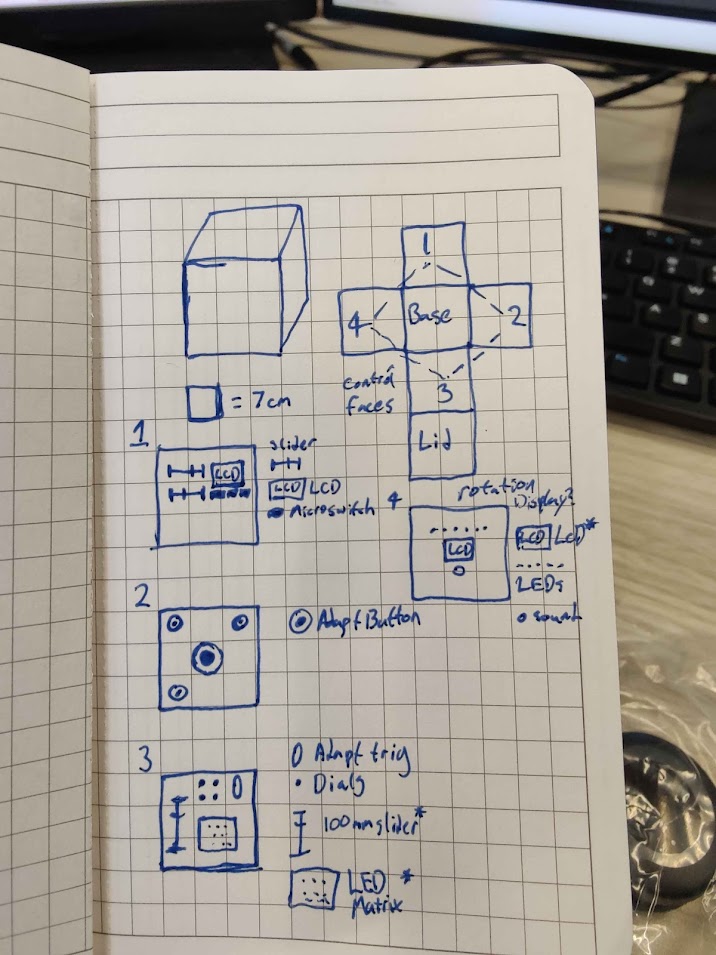 1
4
Base
2
3
control
faces
Lid
= 7cm
1
LCD
slider
LCD LCD
Microswitch
4
rotation
Display?
LCD
LCD LCD*
LEDs
sound
2
Adapt Button
3
Adapt trig
Dials
100mm slider*
LED *
Matrix